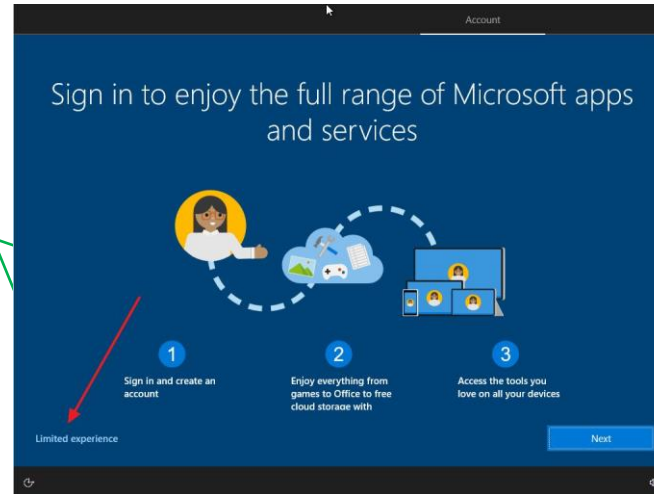 Account
Sign in to enjoy the full range of Microsoft apps
and services
1
2
3
Sign in and create an
account
Enjoy everything from
games to Office to free
cloud storage with
Access the tools you
love on all your devices
Limited experience
Next